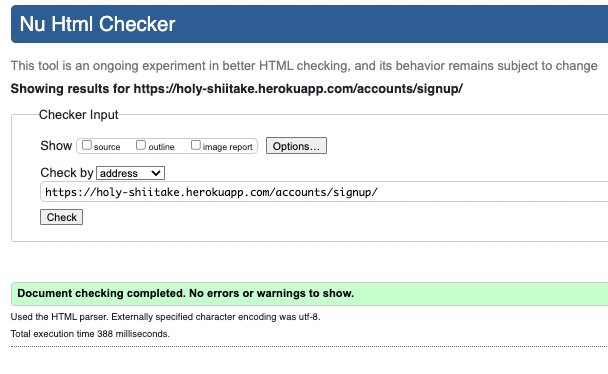 Nu Html Checker
This tool is an ongoing experiment in better HTML checking, and its behavior remains subject to change
Showing results for https://holy-shiitake.herokuapp.com/accounts/signup/
Checker Input
Show source outline image report Options...
Check by address
https://holy-shiitake.herokuapp.com/accounts/signup/
Check
Document checking completed. No errors or warnings to show.
Used the HTML parser. Externally specified character encoding was utf-8.
Total execution time 388 milliseconds.